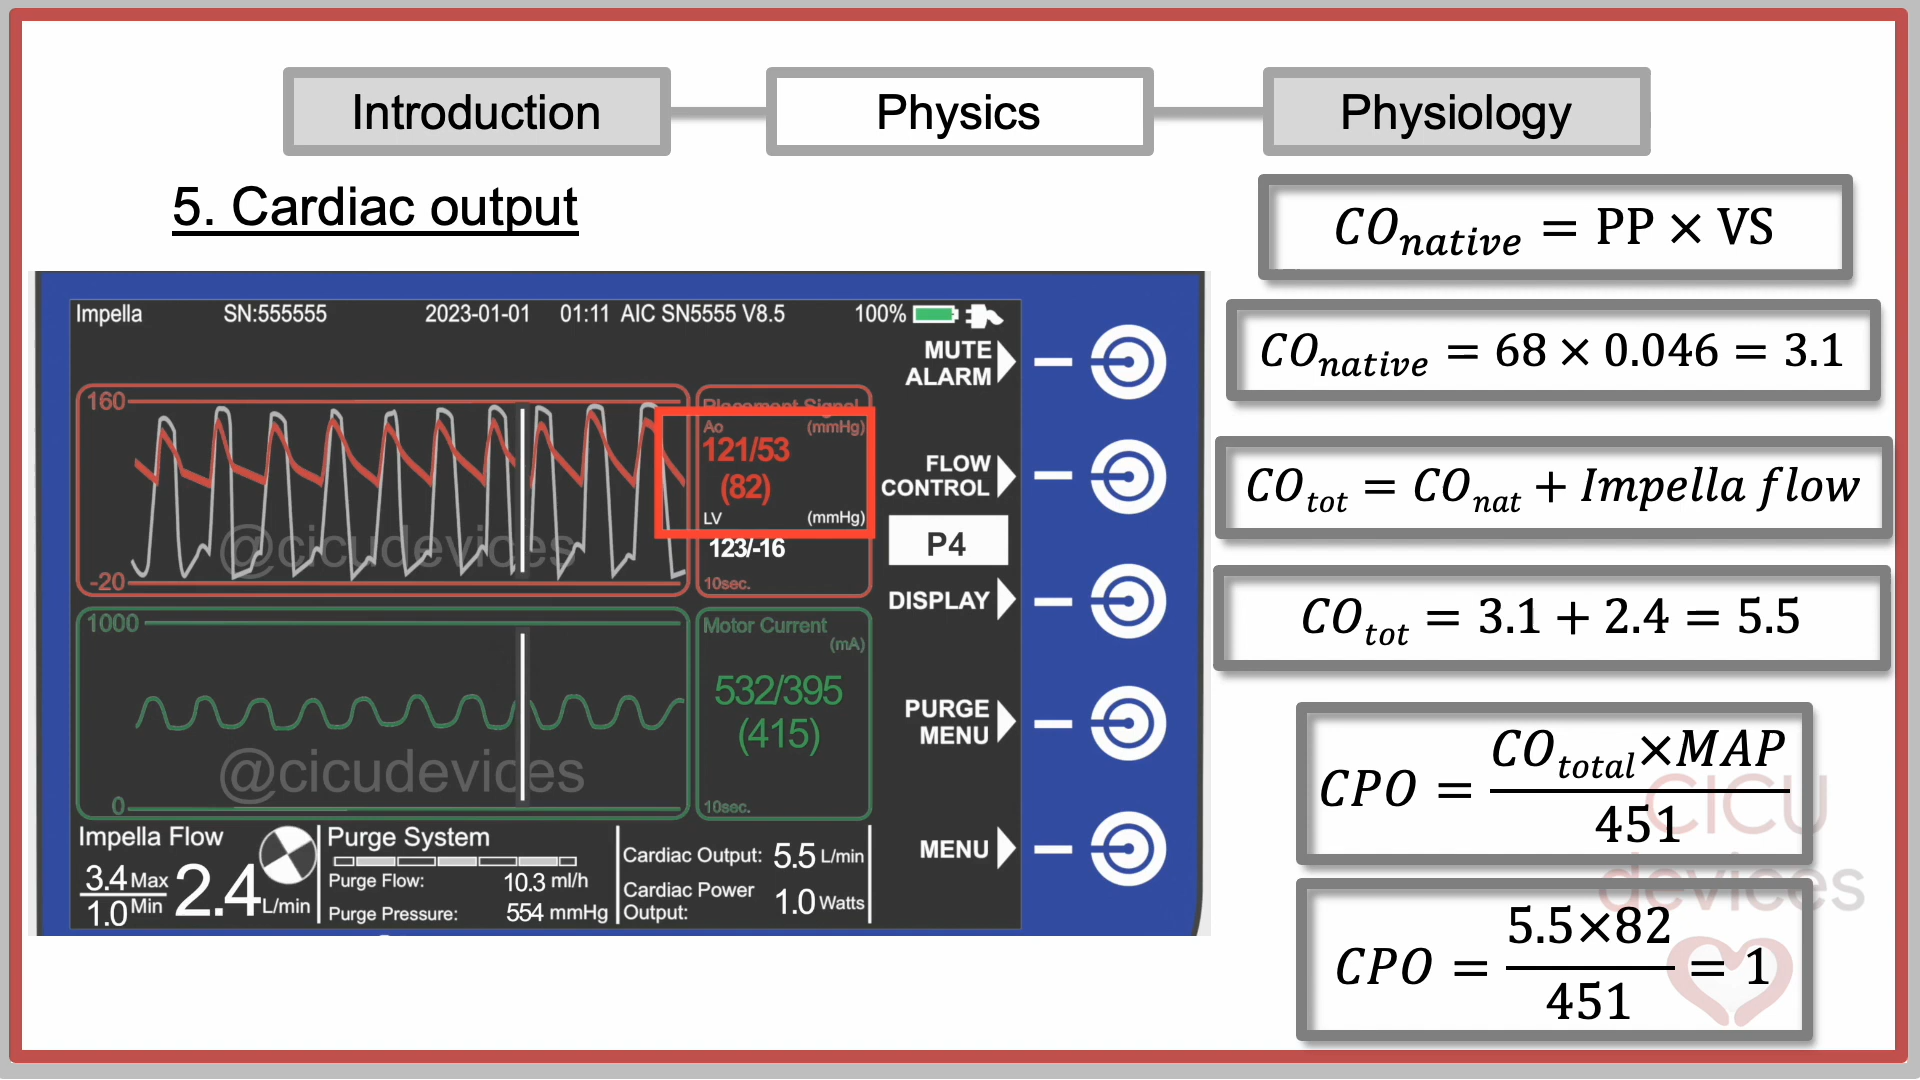 Introduction
Physics
Physiology
5. Cardiac output
Impella SN:555555 2023-01-01 01:11 AIC SN5555 V8.5 100%
MUTE
ALARM
160
-20
@cicudevices
Placement Signal
Ao (mmHg)
121/53
(82)
LV (mmHg)
123/-16
10sec.
FLOW
CONTROL
P4
DISPLAY
1000
0
@cicudevices
Motor Current
(mA)
532/395
(415)
10sec.
PURGE
MENU
MENU
Impella Flow
3.4 Max
1.0 Min
2.4 L/min
Purge System
Purge Flow: 10.3 ml/h
Purge Pressure: 554 mmHg
Cardiac Output: 5.5 L/min
Cardiac Power
Output: 1.0 Watts
CO_native = PP × VS
CO_native = 68 × 0.046 = 3.1
CO_tot = CO_nat + Impella flow
CO_tot = 3.1 + 2.4 = 5.5
CPO = CO_total×MAP / 451
CPO = 5.5×82 / 451 = 1
CICU
devices